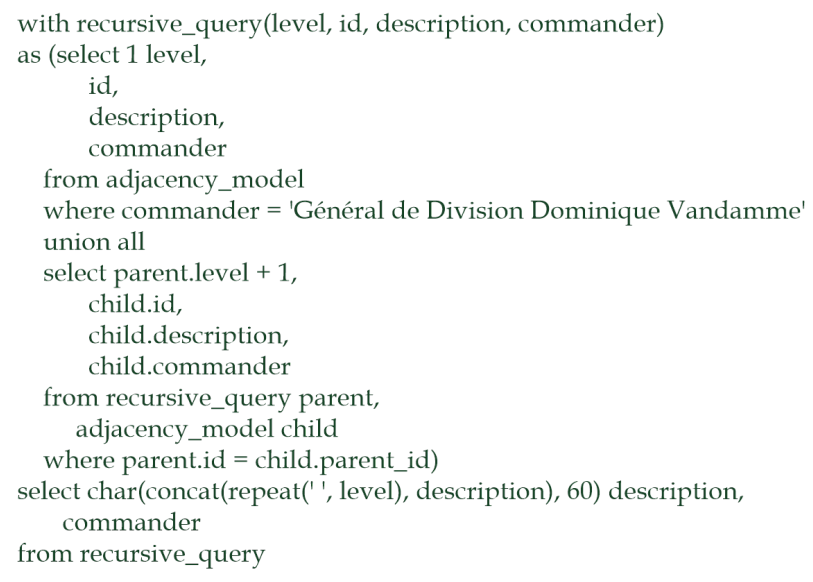 with recursive_query(level, id, description, commander)
as (select 1 level,
id,
description,
commander
from adjacency_model
where commander = 'Général de Division Dominique Vandamme'
union all
select parent.level + 1,
child.id,
child.description,
child.commander
from recursive_query parent,
adjacency_model child
where parent.id = child.parent_id)
select char(concat(repeat(' ', level), description), 60) description,
commander
from recursive_query